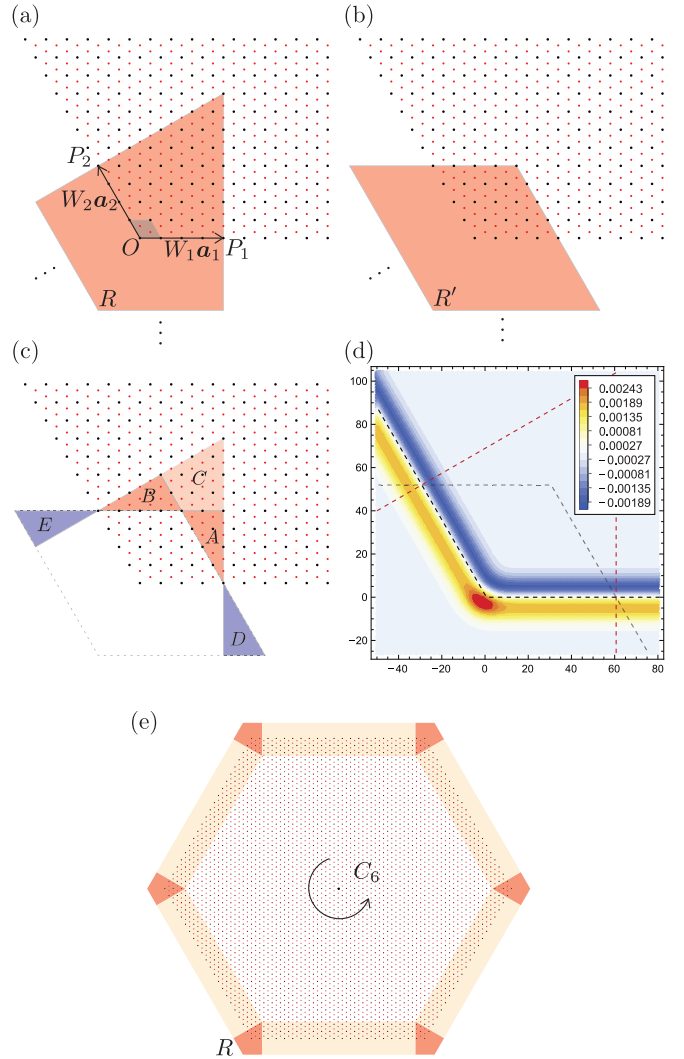 (a)
(b)
P₂
W₂a₂
O
W₁a₁
P₁
R
R′
(c)
(d)
C
B
E
A
D
100
80
60
40
20
0
−20
−40
−20
0
20
40
60
80
0.00243
0.00189
0.00135
0.00081
0.00027
−0.00027
−0.00081
−0.00135
−0.00189
(e)
C₆
R